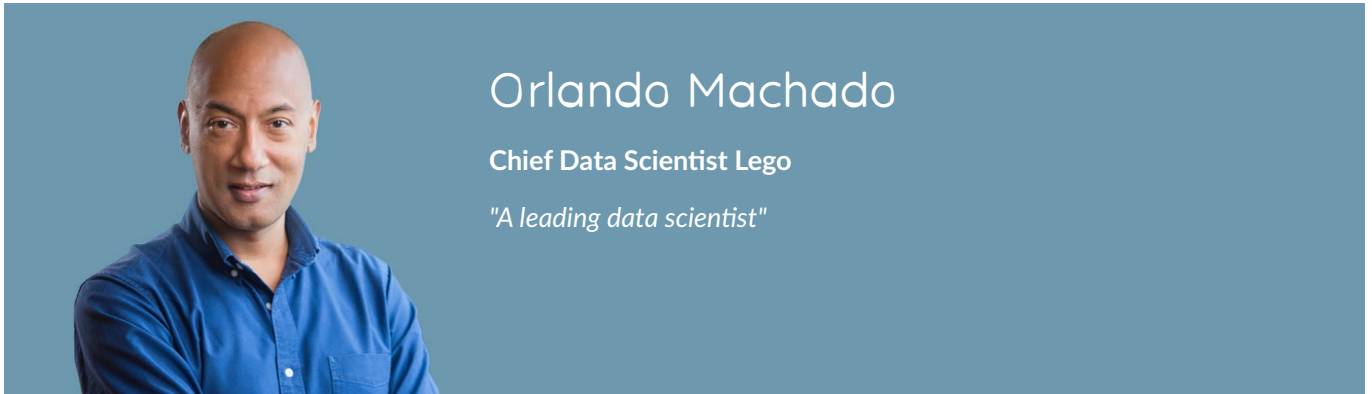 Orlando Machado
Chief Data Scientist Lego
"A leading data scientist"